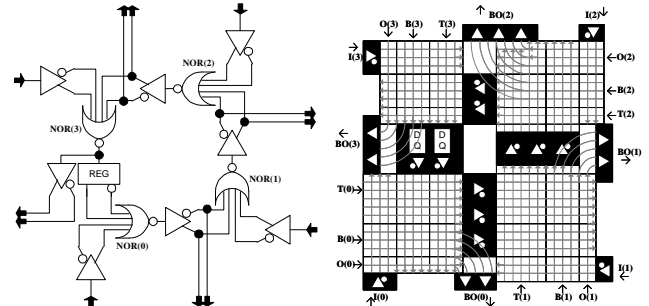 NOR(2)
NOR(3)
REG
NOR(1)
NOR(0)
BO(2)
I(2)
O(3)
B(3)
T(3)
I(3)
O(2)
B(2)
T(2)
BO(3)
D
D
Q
Q
BO(1)
T(0)
B(0)
O(0)
I(1)
I(0)
BO(0)
T(1)
B(1)
O(1)